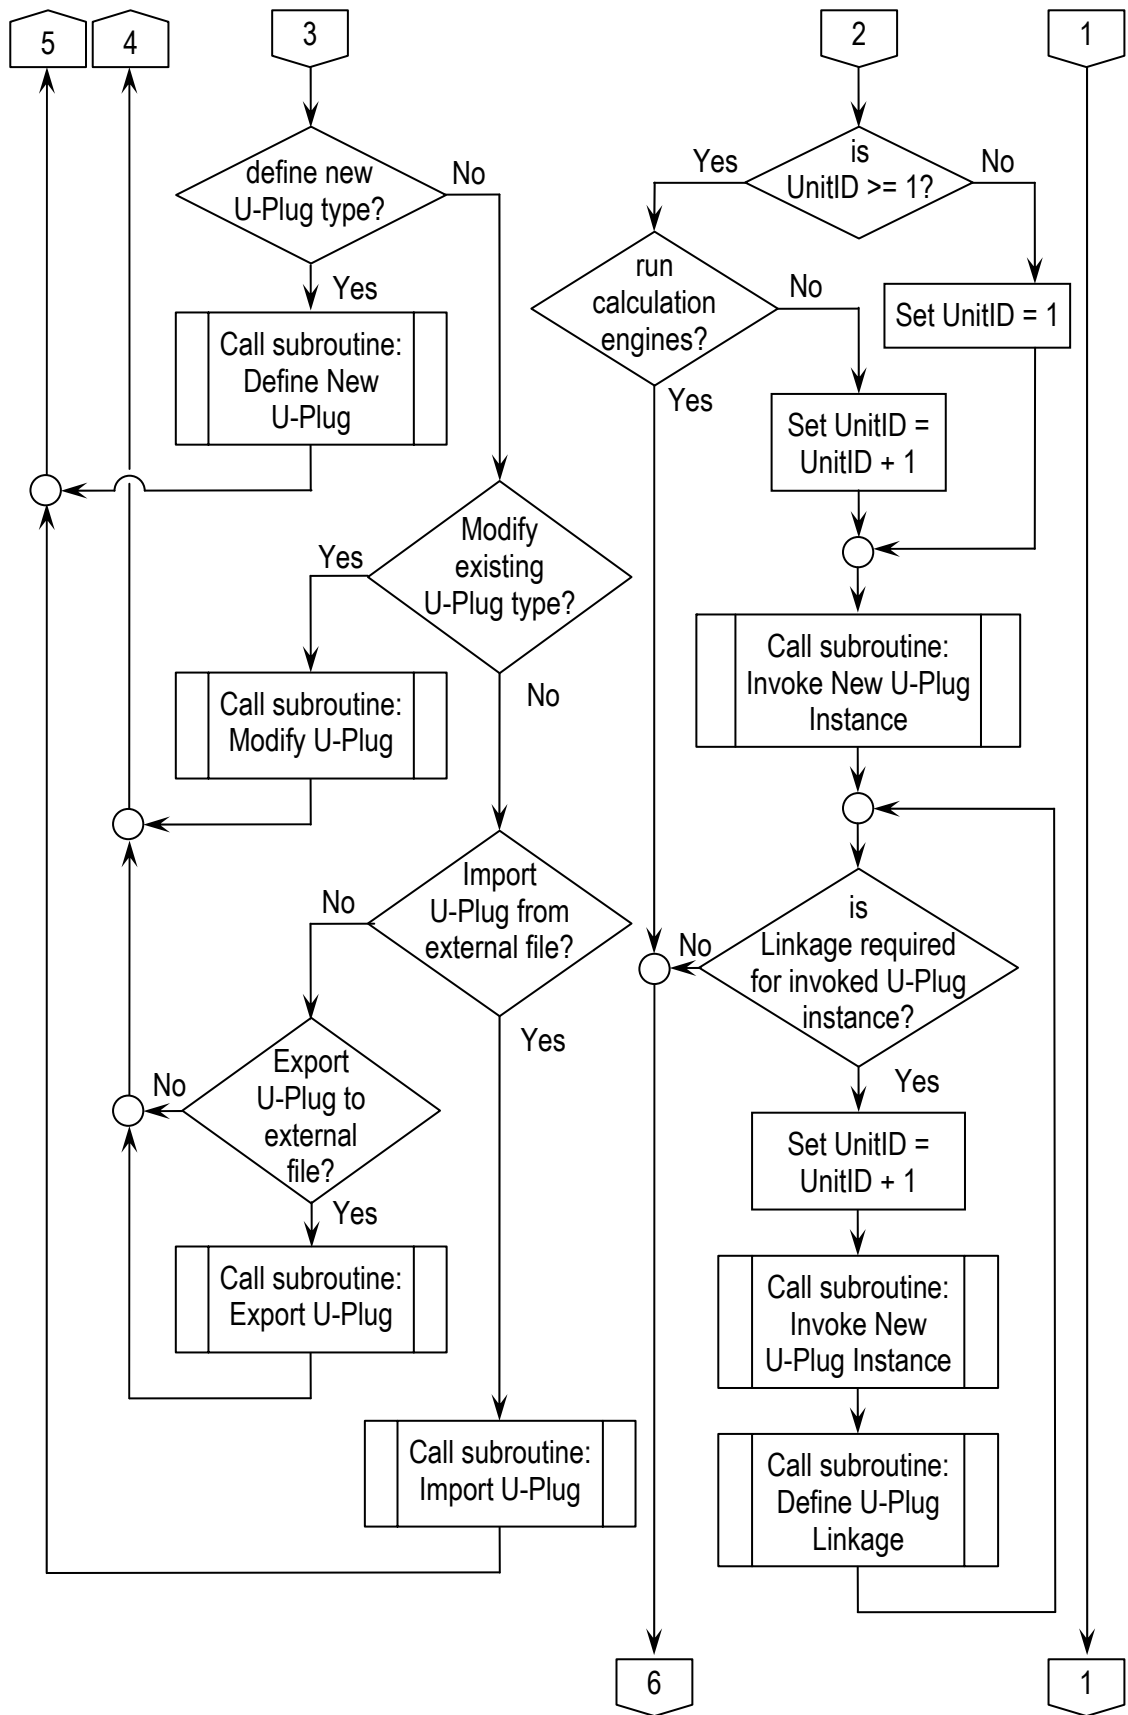 5
4
3
2
1
define new
U-Plug type?
No
Yes
Call subroutine:
Define New
U-Plug
Modify
existing
U-Plug type?
Yes
No
Call subroutine:
Modify U-Plug
Import
U-Plug from
external file?
No
Yes
Export
U-Plug to
external
file?
No
Yes
Call subroutine:
Export U-Plug
Call subroutine:
Import U-Plug
is
UnitID >= 1?
Yes
No
run
calculation
engines?
No
Yes
Set UnitID = 1
Set UnitID =
UnitID + 1
Call subroutine:
Invoke New U-Plug
Instance
is
Linkage required
for invoked U-Plug
instance?
No
Yes
Set UnitID =
UnitID + 1
Call subroutine:
Invoke New
U-Plug Instance
Call subroutine:
Define U-Plug
Linkage
6
1